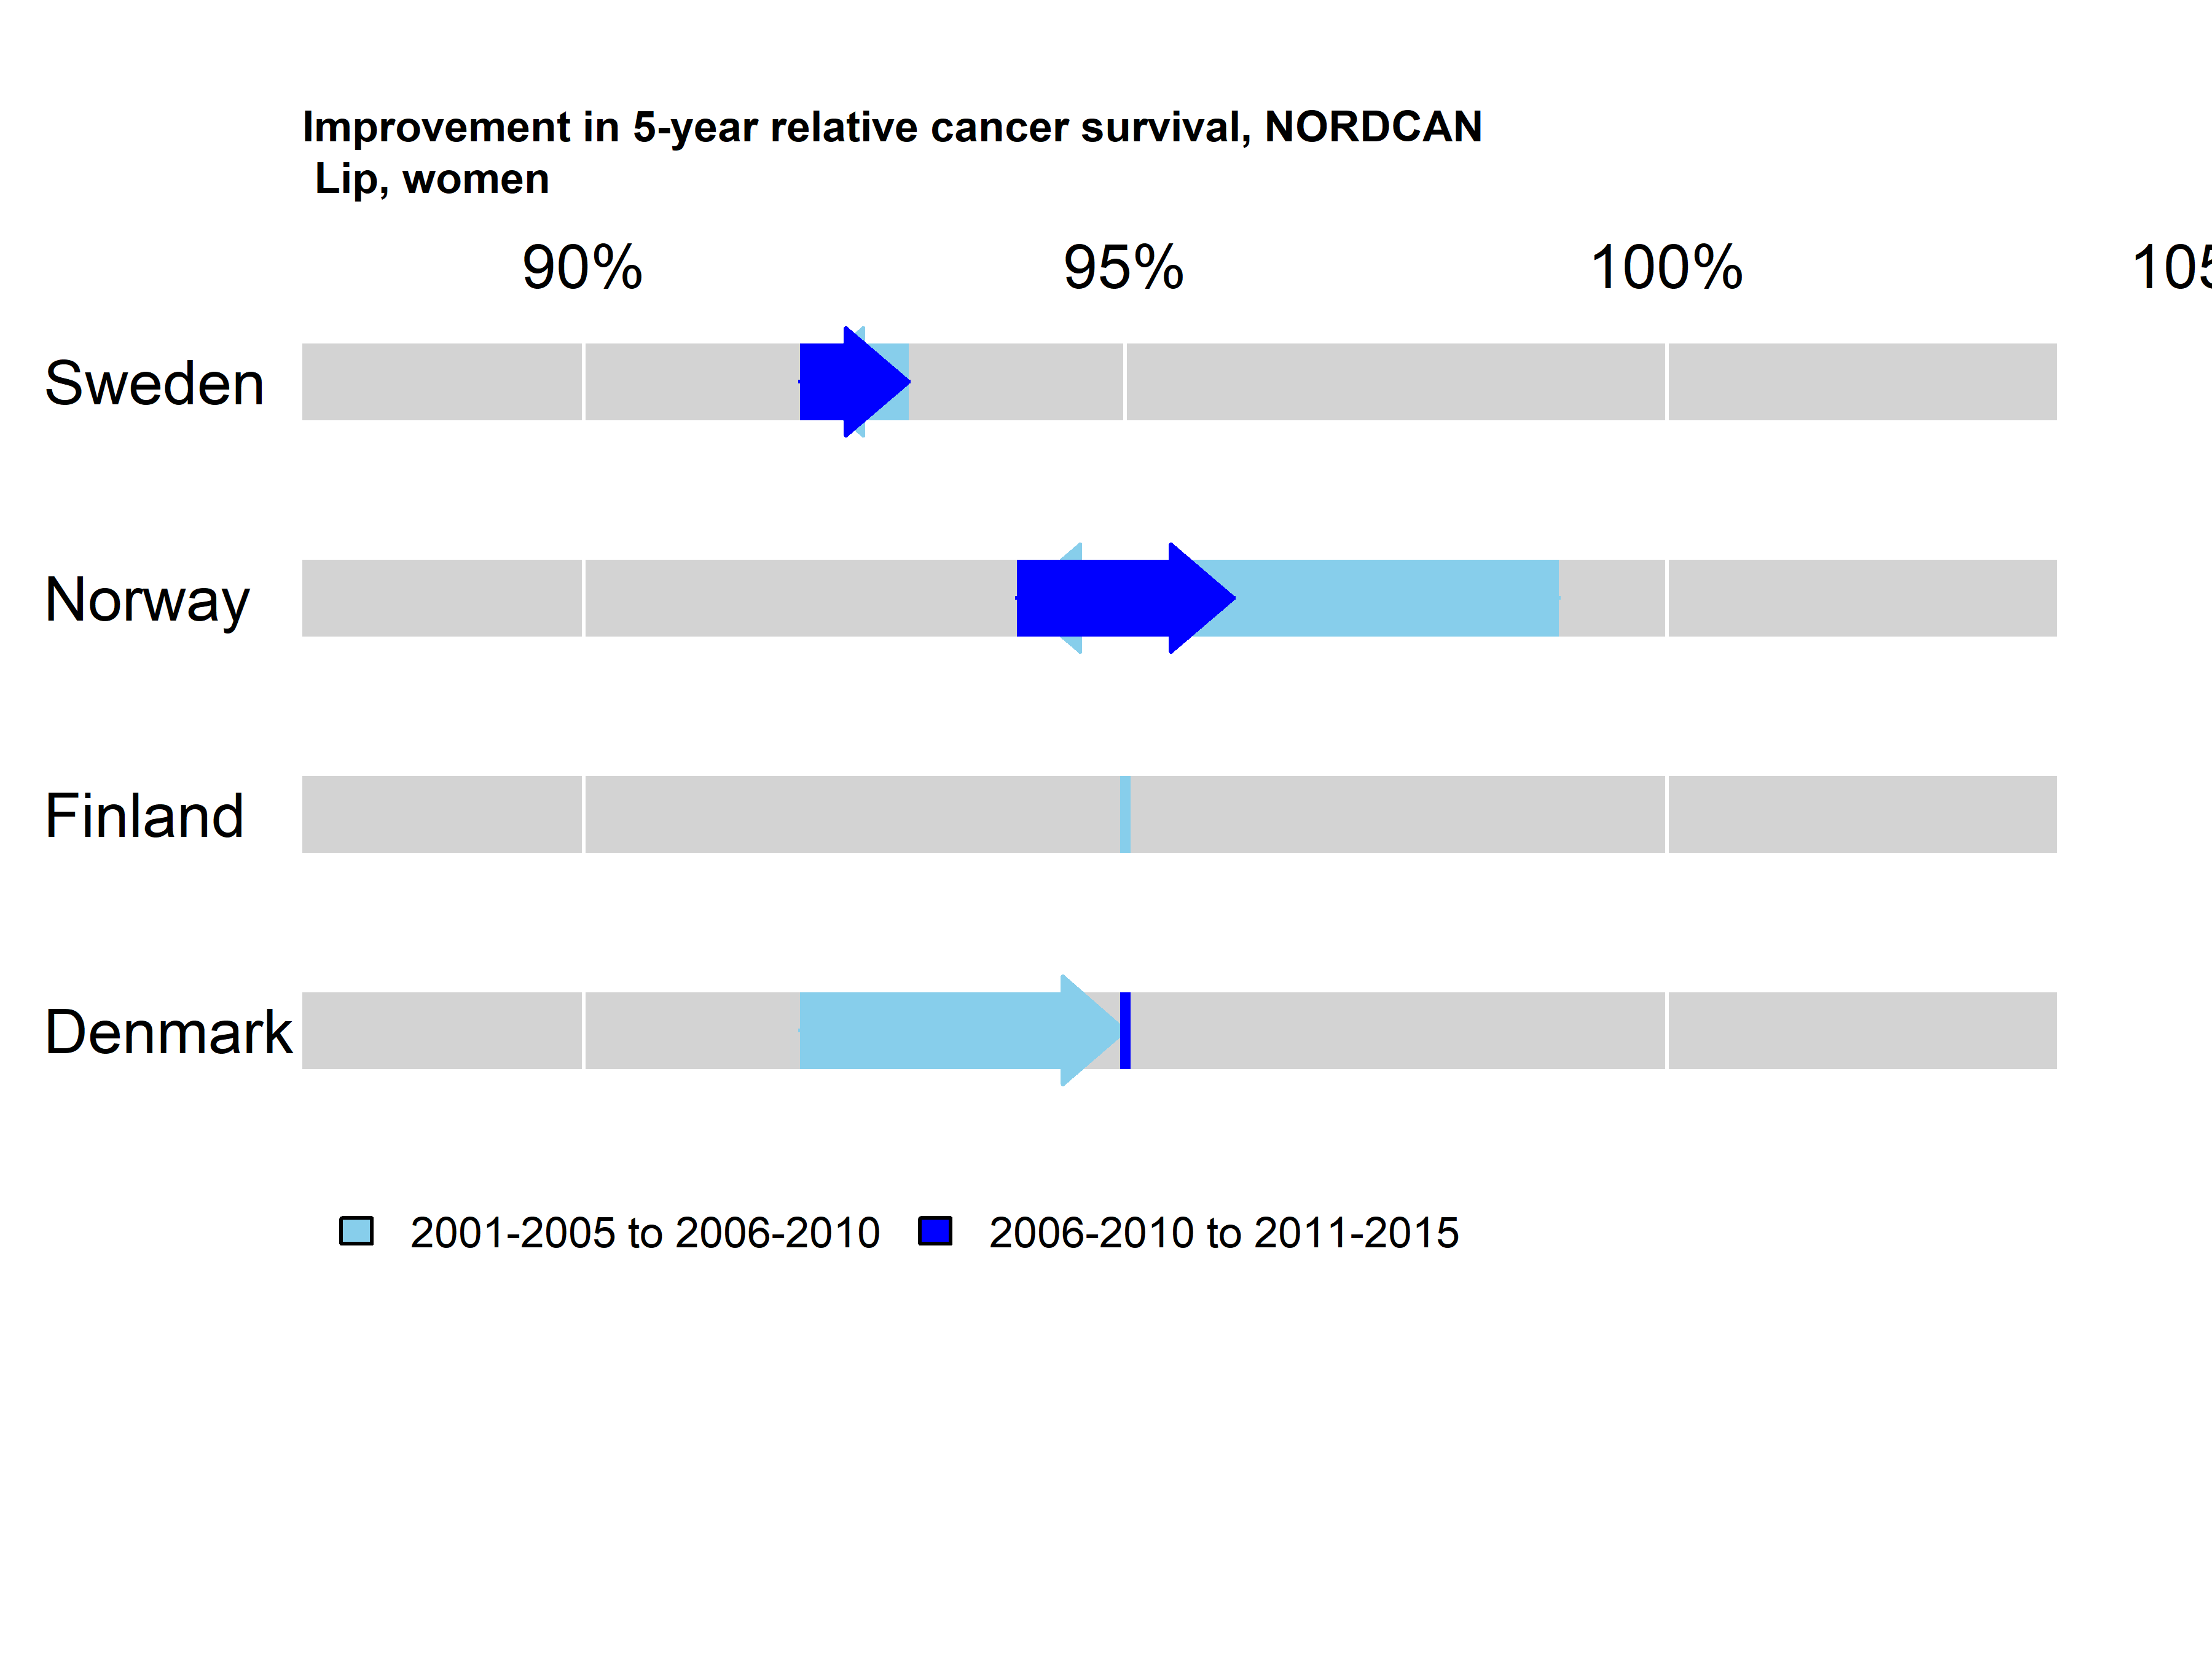 Improvement in 5-year relative cancer survival, NORDCAN
Lip, women
90% 95% 100% 105
Sweden
Norway
Finland
Denmark
2001-2005 to 2006-2010 2006-2010 to 2011-2015